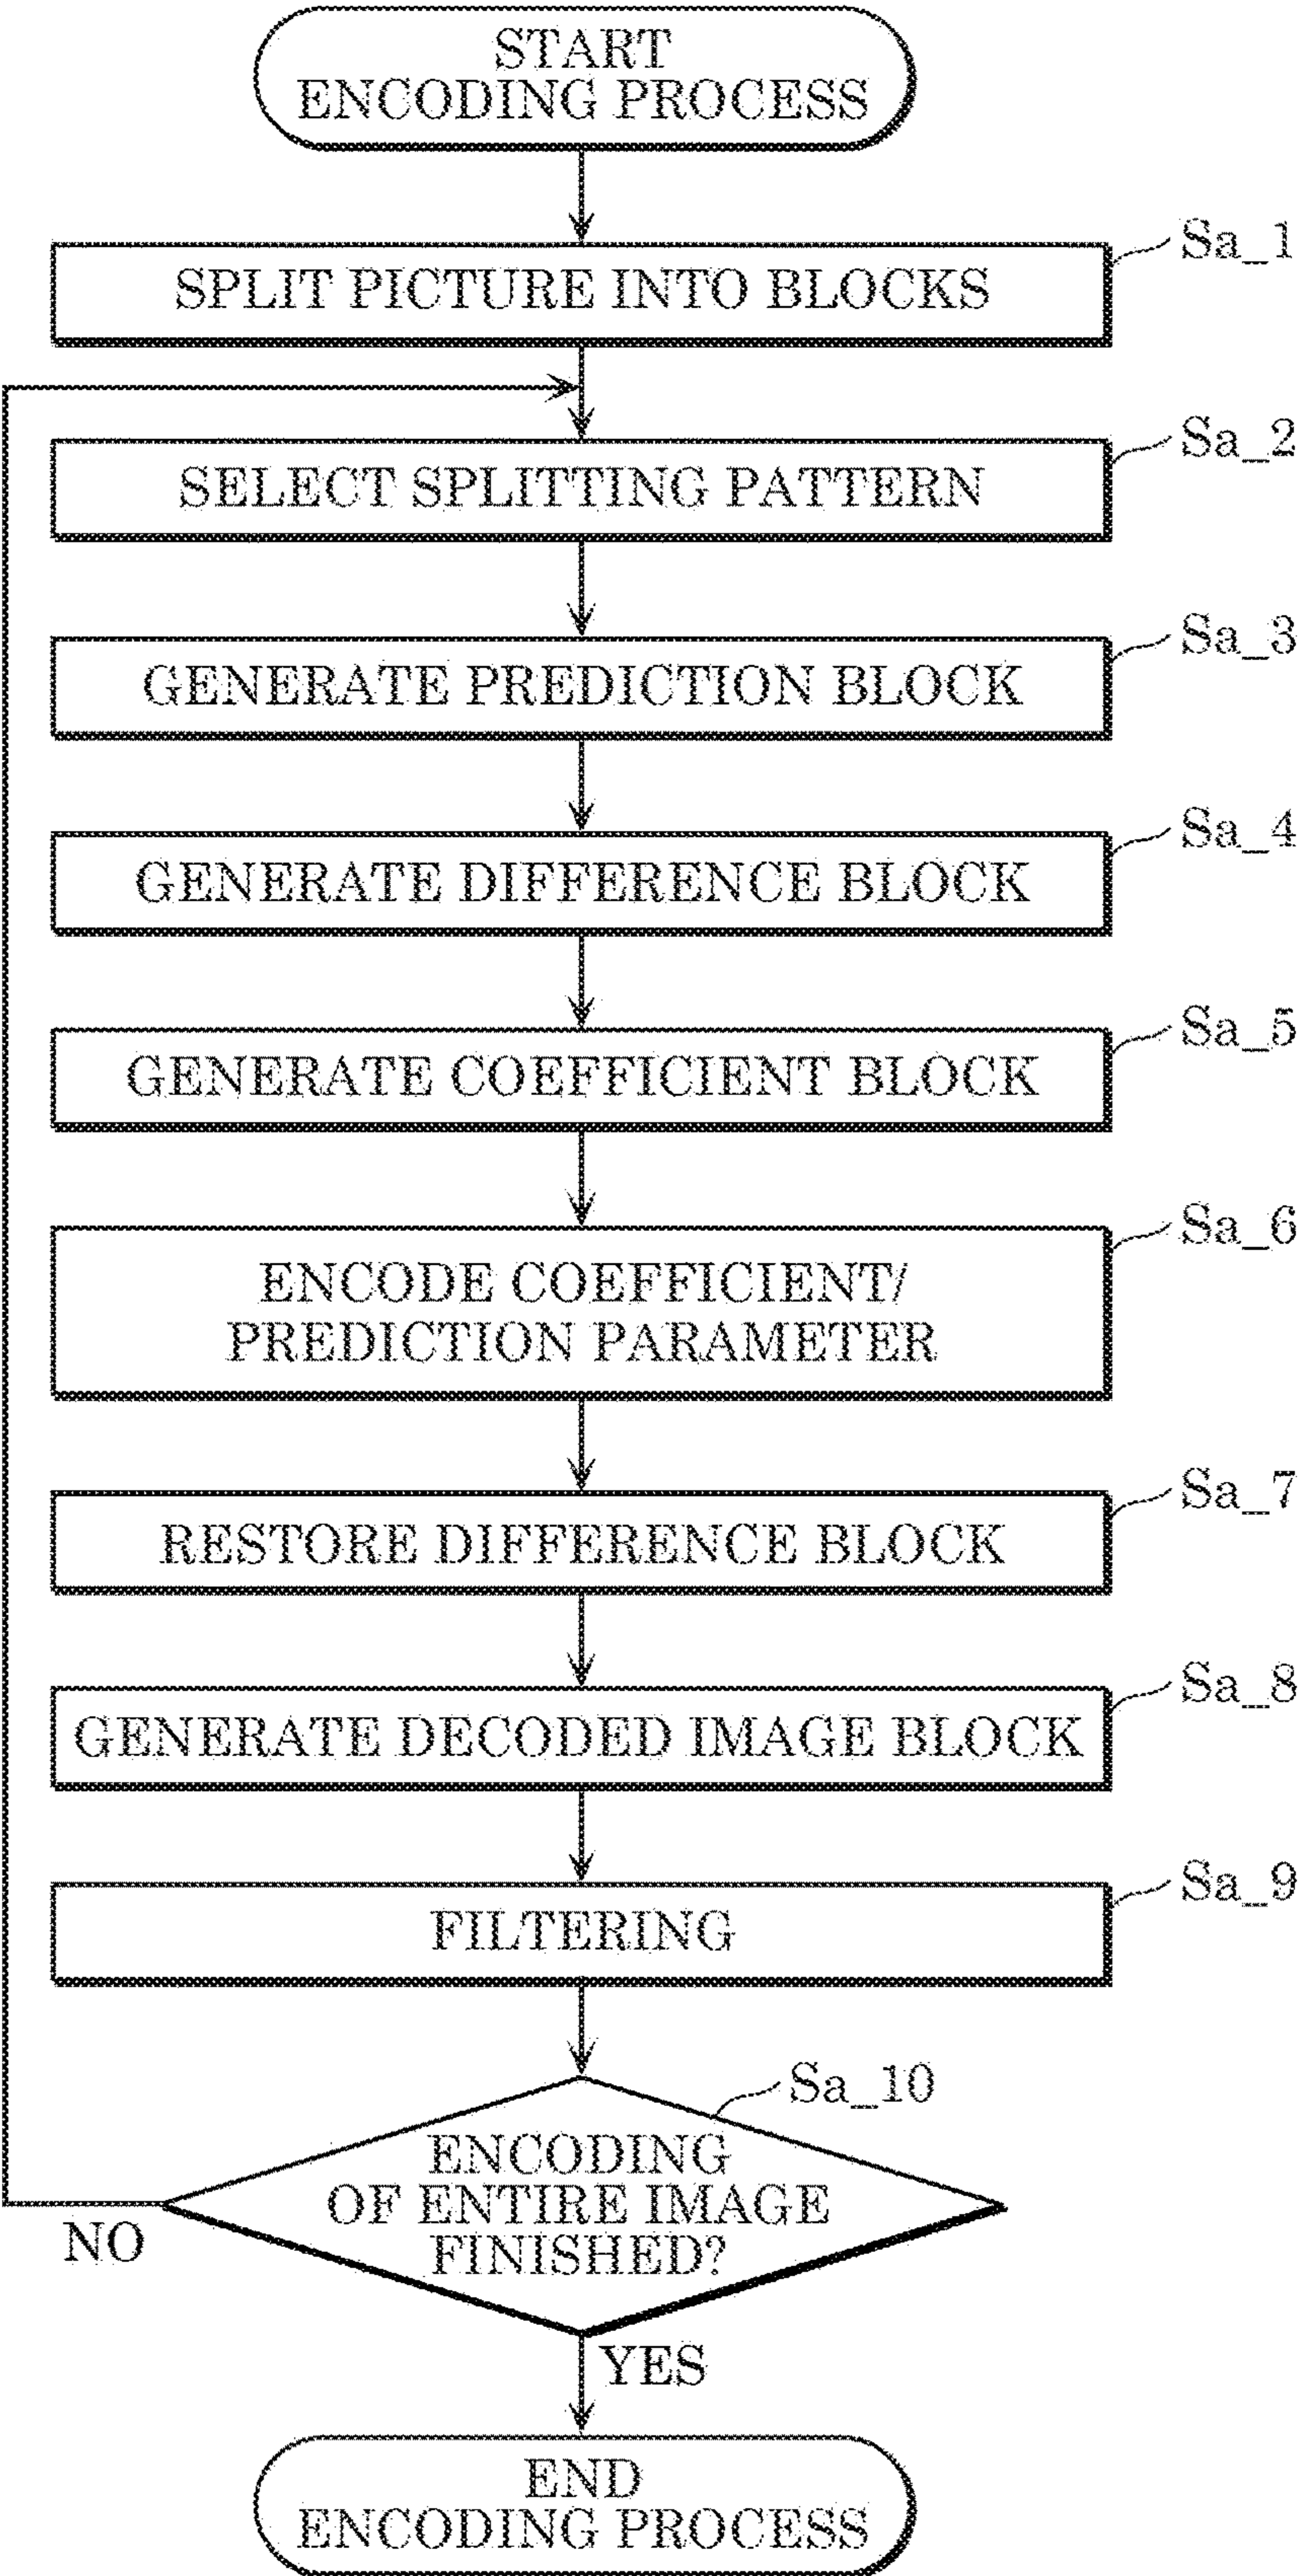 START
ENCODING PROCESS
Sa_1
SPLIT PICTURE INTO BLOCKS
Sa_2
SELECT SPLITTING PATTERN
Sa_3
GENERATE PREDICTION BLOCK
Sa_4
GENERATE DIFFERENCE BLOCK
Sa_5
GENERATE COEFFICIENT BLOCK
Sa_6
ENCODE COEFFICIENT/
PREDICTION PARAMETER
Sa_7
RESTORE DIFFERENCE BLOCK
Sa_8
GENERATE DECODED IMAGE BLOCK
Sa_9
FILTERING
Sa_10
ENCODING
OF ENTIRE IMAGE
FINISHED?
NO
YES
END
ENCODING PROCESS